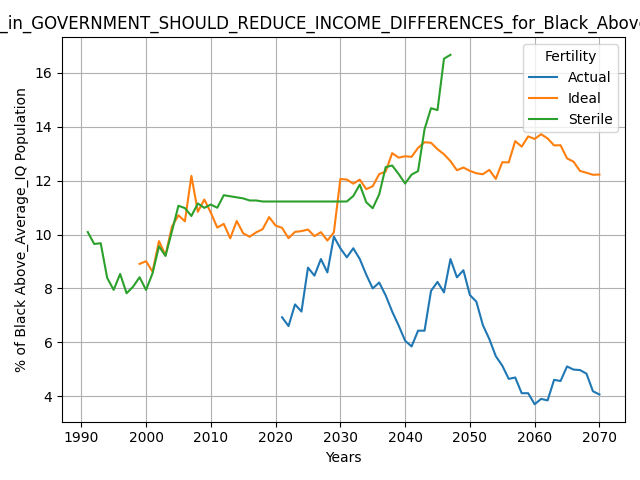 _in_GOVERNMENT_SHOULD_REDUCE_INCOME_DIFFERENCES_for_Black_Above
Fertility
Actual
Ideal
Sterile
% of Black Above_Average_IQ Population
16
14
12
10
8
6
4
1990 2000 2010 2020 2030 2040 2050 2060 2070
Years